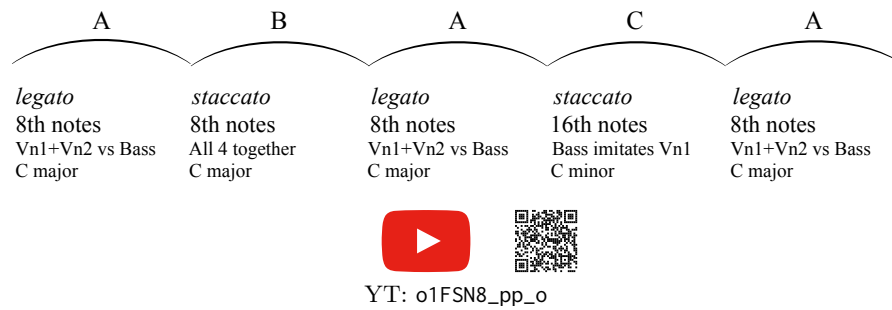 A B A C A
legato staccato legato staccato legato
8th notes 8th notes 8th notes 16th notes 8th notes
Vn1+Vn2 vs Bass All 4 together Vn1+Vn2 vs Bass Bass imitates Vn1 Vn1+Vn2 vs Bass
C major C major C major C minor C major
YT: o1FSN8_pp_o